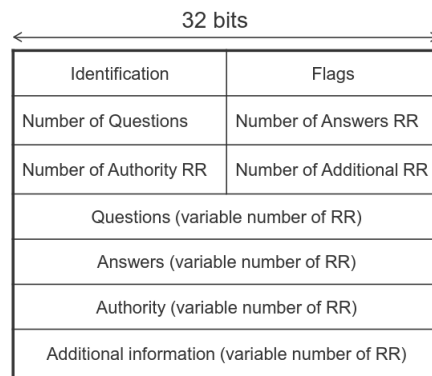 32 bits
Identification Flags
Number of Questions Number of Answers RR
Number of Authority RR Number of Additional RR
Questions (variable number of RR)
Answers (variable number of RR)
Authority (variable number of RR)
Additional information (variable number of RR)